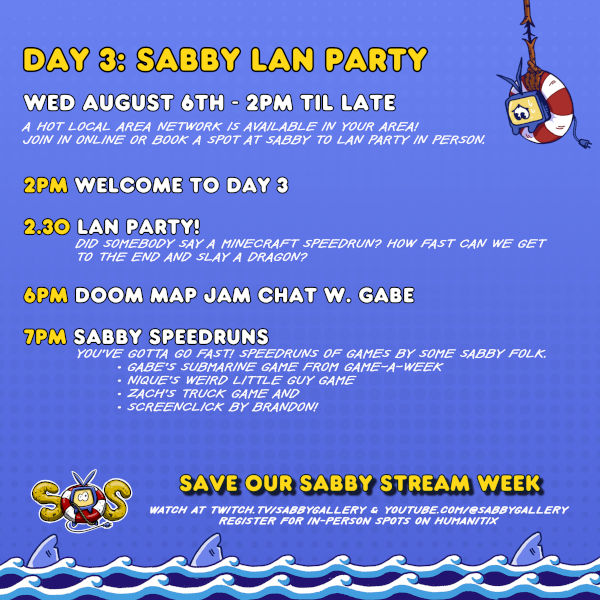 DAY 3: SABBY LAN PARTY
WED AUGUST 6TH - 2PM TIL LATE
A HOT LOCAL AREA NETWORK IS AVAILABLE IN YOUR AREA!
JOIN IN ONLINE OR BOOK A SPOT AT SABBY TO LAN PARTY IN PERSON.
2PM WELCOME TO DAY 3
2.30 LAN PARTY!
DID SOMEBODY SAY A MINECRAFT SPEEDRUN? HOW FAST CAN WE GET
TO THE END AND SLAY A DRAGON?
6PM DOOM MAP JAM CHAT W. GABE
7PM SABBY SPEEDRUNS
YOU'VE GOTTA GO FAST! SPEEDRUNS OF GAMES BY SOME SABBY FOLK.
• GABE'S SUBMARINE GAME FROM GAME-A-WEEK
• NIQUE'S WEIRD LITTLE GUY GAME
• ZACH'S TRUCK GAME AND
• SCREENCLICK BY BRANDON!
SOS
SAVE OUR SABBY STREAM WEEK
WATCH AT TWITCH.TV/SABBYGALLERY & YOUTUBE.COM/@SABBYGALLERY
REGISTER FOR IN-PERSON SPOTS ON HUMANITIX